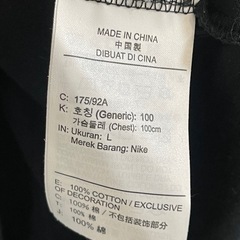 MADE IN CHINA
中国製
DIBUAT DI CINA
C: 175/92A
K: 호칭 (Generic): 100
가슴둘레 (Chest): 100cm
IN: Ukuran: L
Merek Barang: Nike
E: 100% COTTON / EXCLUSIVE
OF DECORATION
100% 棉 / 不包括装饰部分
100% 綿
100% 棉